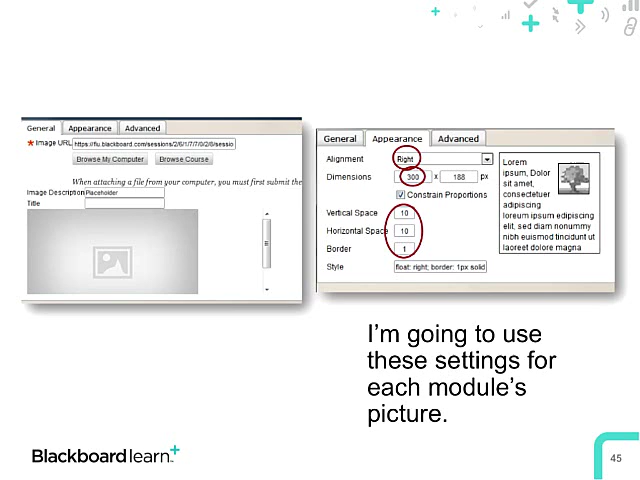 General Appearance Advanced
* Image URL https://fiu.blackboard.com/sessions/2/6/1/7/7/0/2/6/sessio
Browse My Computer Browse Course
When attaching a file from your computer, you must first submit the
Image Description Placeholder
Title
General Appearance Advanced
Alignment Right
Dimensions 300 x 188 px
Constrain Proportions
Vertical Space 10
Horizontal Space 10
Border 1
Style float: right; border: 1px solid
Lorem
ipsum, Dolor
sit amet,
consectetuer
adipiscing
loreum ipsum edipiscing
elit, sed diam nonummy
nibh euismod tincidunt ut
laoreet dolore magna
I’m going to use
these settings for
each module’s
picture.
Blackboard learn+
45